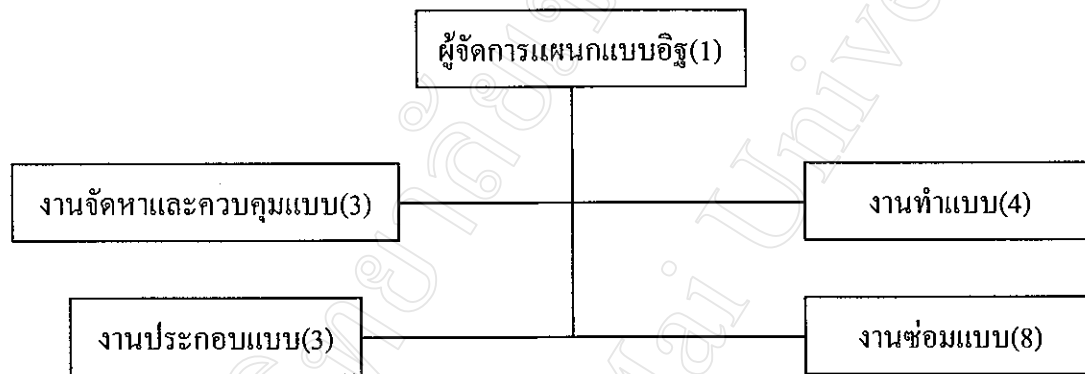 ผู้จัดการแผนกแบบอิฐ(1)
งานจัดหาและควบคุมแบบ(3)
งานทำแบบ(4)
งานประกอบแบบ(3)
งานซ่อมแบบ(8)